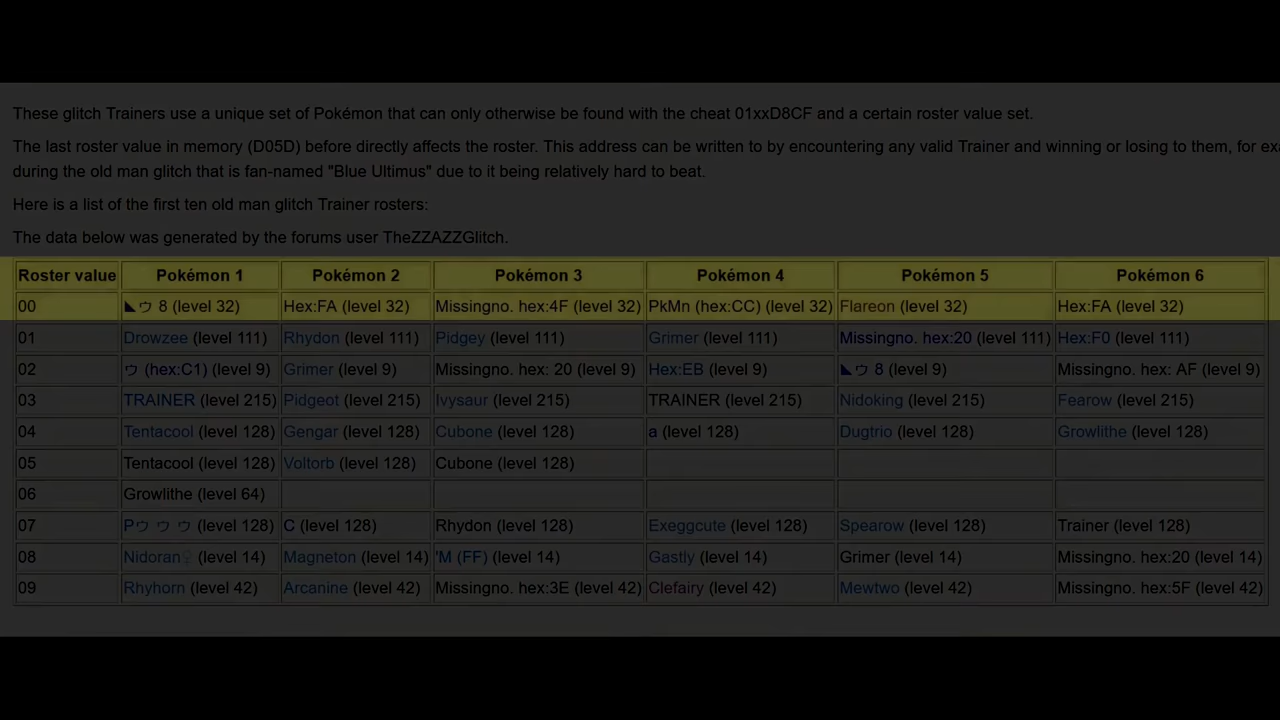 These glitch Trainers use a unique set of Pokémon that can only otherwise be found with the cheat 01xxD8CF and a certain roster value set.
The last roster value in memory (D05D) before directly affects the roster. This address can be written to by encountering any valid Trainer and winning or losing to them, for exa
during the old man glitch that is fan-named "Blue Ultimus" due to it being relatively hard to beat.
Here is a list of the first ten old man glitch Trainer rosters:
The data below was generated by the forums user TheZZAZZGlitch.
Roster value Pokémon 1 Pokémon 2 Pokémon 3 Pokémon 4 Pokémon 5 Pokémon 6
00 ◣ウ 8 (level 32) Hex:FA (level 32) Missingno. hex:4F (level 32) PkMn (hex:CC) (level 32) Flareon (level 32) Hex:FA (level 32)
01 Drowzee (level 111) Rhydon (level 111) Pidgey (level 111) Grimer (level 111) Missingno. hex:20 (level 111) Hex:F0 (level 111)
02 ウ (hex:C1) (level 9) Grimer (level 9) Missingno. hex: 20 (level 9) Hex:EB (level 9) ◣ウ 8 (level 9) Missingno. hex: AF (level 9)
03 TRAINER (level 215) Pidgeot (level 215) Ivysaur (level 215) TRAINER (level 215) Nidoking (level 215) Fearow (level 215)
04 Tentacool (level 128) Gengar (level 128) Cubone (level 128) a (level 128) Dugtrio (level 128) Growlithe (level 128)
05 Tentacool (level 128) Voltorb (level 128) Cubone (level 128)
06 Growlithe (level 64)
07 Pウ ウ ウ (level 128) C (level 128) Rhydon (level 128) Exeggcute (level 128) Spearow (level 128) Trainer (level 128)
08 Nidoran♀ (level 14) Magneton (level 14) 'M (FF) (level 14) Gastly (level 14) Grimer (level 14) Missingno. hex:20 (level 14)
09 Rhyhorn (level 42) Arcanine (level 42) Missingno. hex:3E (level 42) Clefairy (level 42) Mewtwo (level 42) Missingno. hex:5F (level 42)